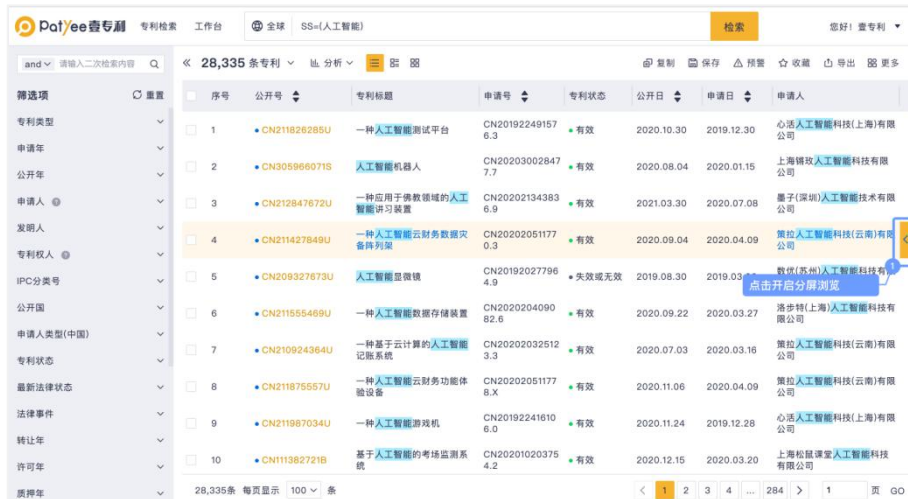 Patyee壹专利 专利检索 工作台 全球 SS=(人工智能) 检索 您好！壹专利
and 请输入二次检索内容
28,335 条专利 分析 复制 保存 预警 收藏 导出 更多
筛选项 重置
专利类型
申请年
公开年
申请人
发明人
专利权人
IPC分类号
公开国
申请人类型(中国)
专利状态
最新法律状态
法律事件
转让年
许可年
质押年
序号 公开号 专利标题 申请号 专利状态 公开日 申请日 申请人
1 CN211826285U 一种人工智能测试平台 CN20192249157 有效 2020.10.30 2019.12.30 心活人工智能科技(上海)有限
6.3 公司
2 CN305966071S 人工智能机器人 CN20203002847 有效 2020.08.04 2020.01.15 上海锵玫人工智能科技有限
7.7 公司
3 CN212847672U 一种应用于佛教领域的人工 CN20202134383 有效 2021.03.30 2020.07.08 墨子(深圳)人工智能技术有限
智能讲习装置 6.9 公司
4 CN211427849U 一种人工智能云财务数据灾 CN20202051177 有效 2020.09.04 2020.04.09 策拉人工智能科技(云南)有限
备阵列架 0.3 公司
5 CN209327673U 人工智能显微镜 CN20192027796 失效或无效 2019.08.30 2019.03 数优(苏州)人工智能科技有
4.9
点击开启分屏浏览 1
6 CN211555469U 一种人工智能数据存储装置 CN2020204090 有效 2020.09.22 2020.03.27 洛步特(上海)人工智能科技有
82.6 限公司
7 CN210924364U 一种基于云计算的人工智能 CN20202032512 有效 2020.07.03 2020.03.16 策拉人工智能科技(云南)有限
记账系统 3.3 公司
8 CN211875557U 一种人工智能云财务功能体 CN20202051177 有效 2020.11.06 2020.04.09 策拉人工智能科技(云南)有限
验设备 8.X 公司
9 CN211987034U 一种人工智能游戏机 CN20192241610 有效 2020.11.24 2019.12.28 心活人工智能科技(上海)有限
6.0 公司
10 CN111382721B 基于人工智能的考场监测系 CN20201020375 有效 2020.12.15 2020.03.20 上海松鼠课堂人工智能科技
统 4.2 有限公司
28,335条 每页显示 100 条 1 2 3 4 ... 284 1 页 GO